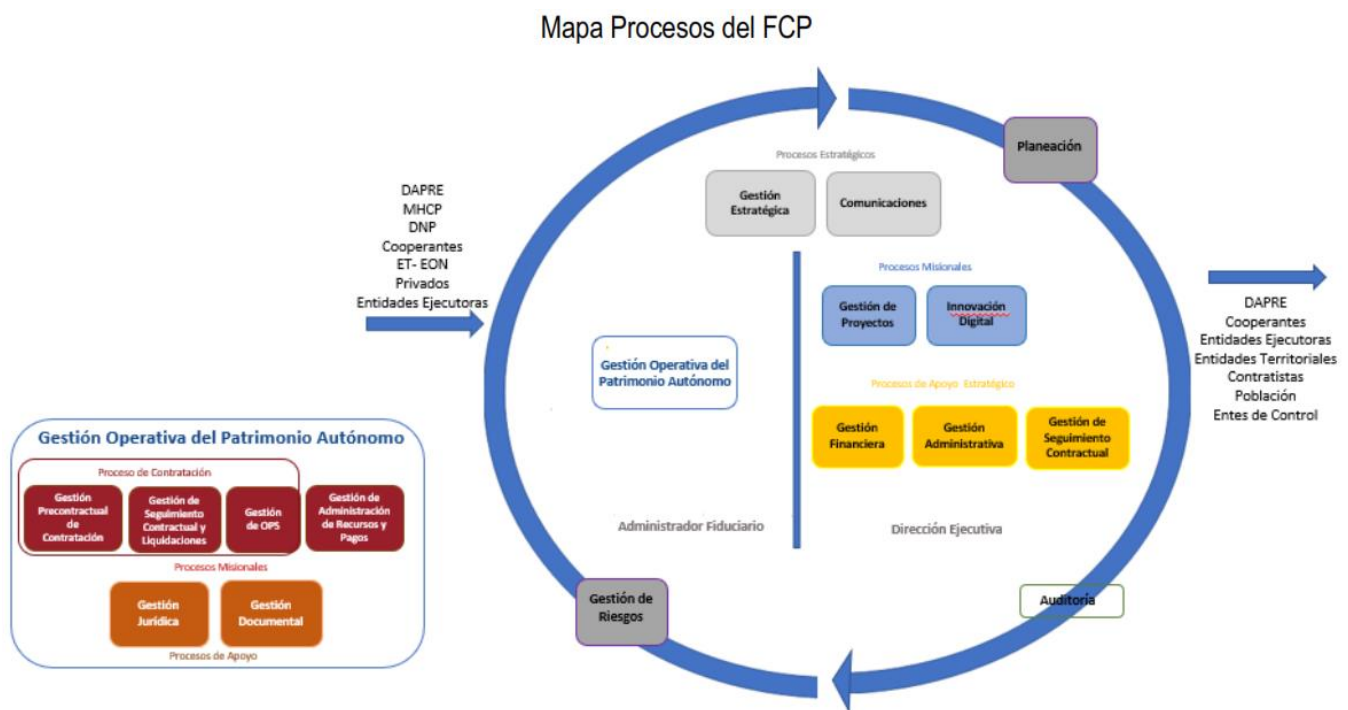 Mapa Procesos del FCP
DAPRE
MHCP
DNP
Cooperantes
ET- EON
Privados
Entidades Ejecutoras
Procesos Estratégicos
Gestión
Estratégica
Comunicaciones
Planeación
Procesos Misionales
Gestión de
Proyectos
Innovación
Digital
Gestión Operativa del
Patrimonio Autónomo
Procesos de Apoyo Estratégico
Gestión
Financiera
Gestión
Administrativa
Gestión de
Seguimiento
Contractual
Administrador Fiduciario
Dirección Ejecutiva
Gestión de
Riesgos
Auditoría
DAPRE
Cooperantes
Entidades Ejecutoras
Entidades Territoriales
Contratistas
Población
Entes de Control
Gestión Operativa del Patrimonio Autónomo
Proceso de Contratación
Gestión
Precontractual
de
Contratación
Gestión de
Seguimiento
Contractual y
Liquidaciones
Gestión
de OPS
Gestión de
Administración
de Recursos y
Pagos
Procesos Misionales
Gestión
Jurídica
Gestión
Documental
Procesos de Apoyo